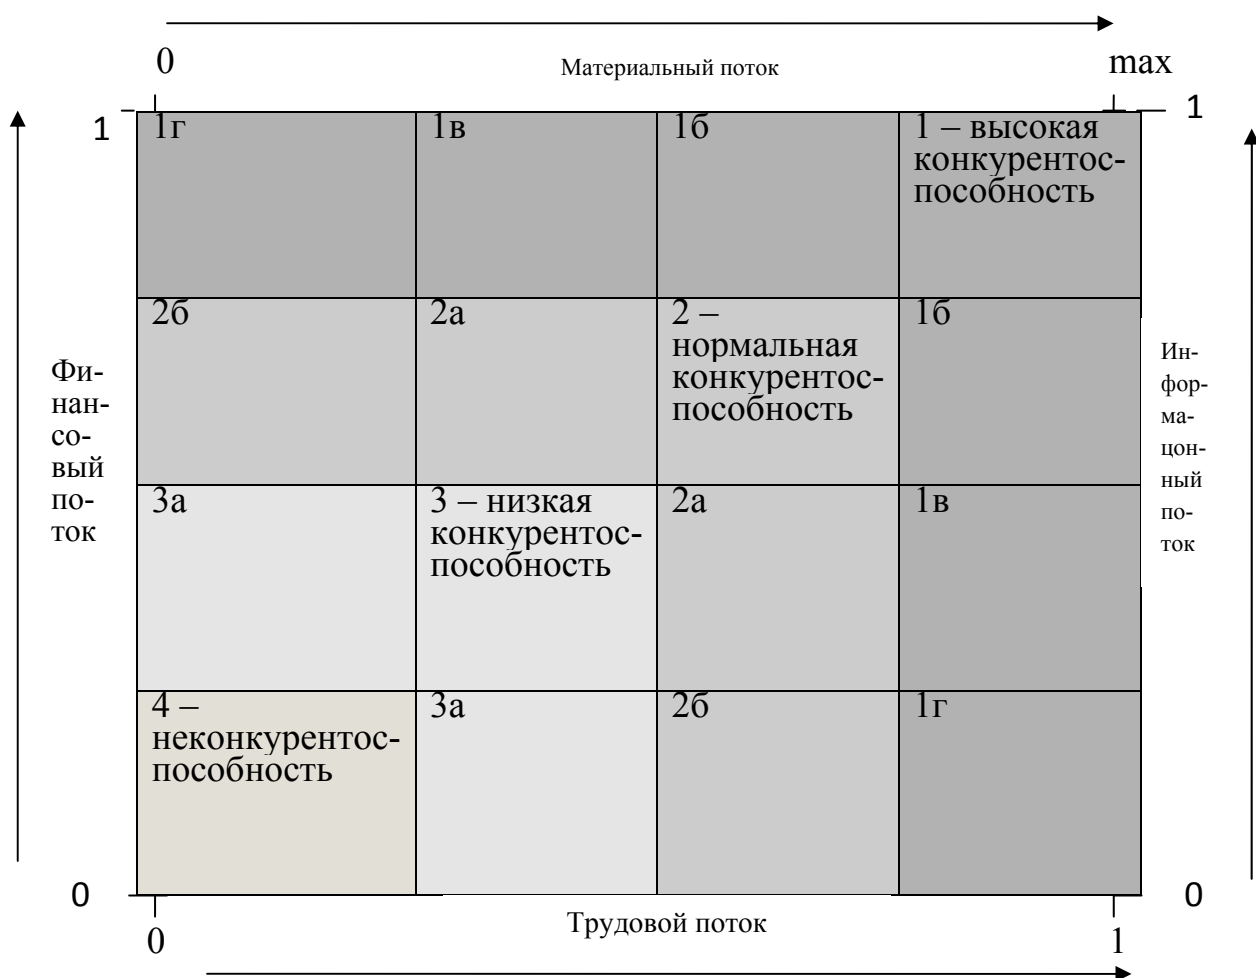 0
Материальный поток
max
1
1
1г
1в
1б
1 – высокая
конкурентос-
пособность
2б
2а
2 –
нормальная
конкурентос-
пособность
1б
Фи-
нан-
со-
вый
по-
ток
Ин-
фор-
ма-
цон-
ный
по-
ток
3а
3 – низкая
конкурентос-
пособность
2а
1в
4 –
неконкурентос-
пособность
3а
2б
1г
0
0
Трудовой поток
0
1